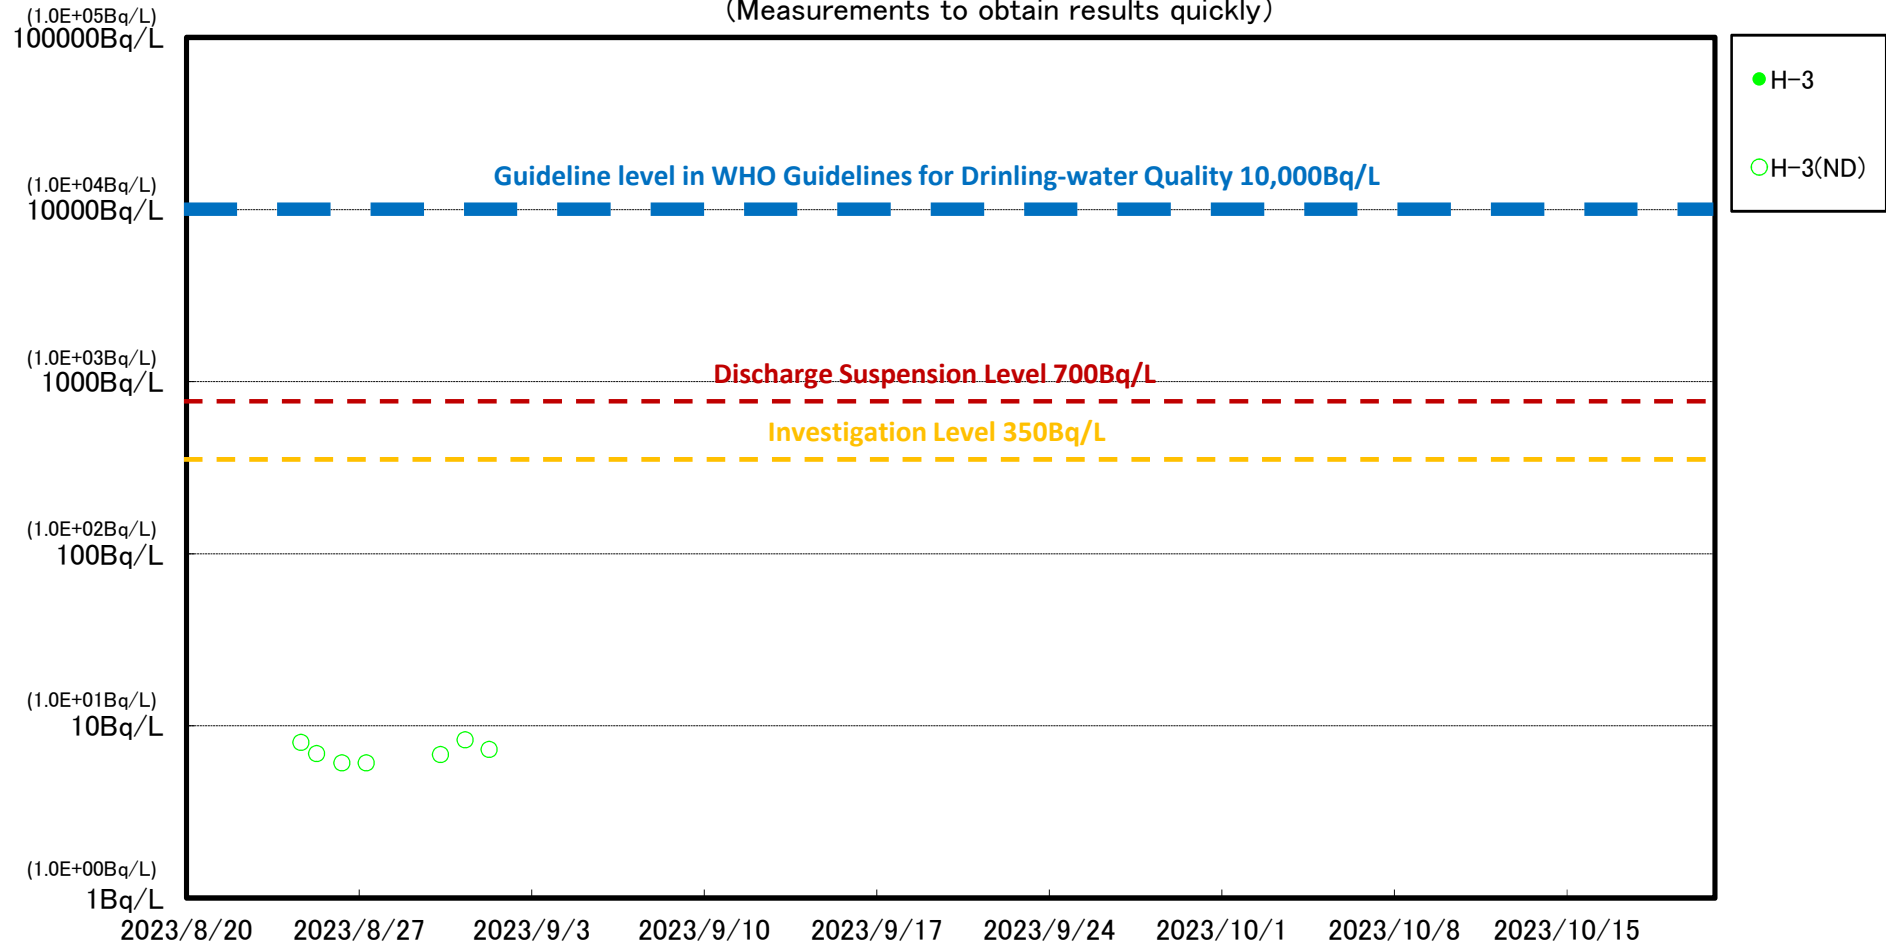 (Measurements to obtain results quickly)
(1.0E+05Bq/L)
100000Bq/L
H-3
H-3(ND)
Guideline level in WHO Guidelines for Drinling-water Quality 10,000Bq/L
(1.0E+04Bq/L)
10000Bq/L
(1.0E+03Bq/L)
1000Bq/L
Discharge Suspension Level 700Bq/L
Investigation Level 350Bq/L
(1.0E+02Bq/L)
100Bq/L
(1.0E+01Bq/L)
10Bq/L
(1.0E+00Bq/L)
1Bq/L
2023/8/20 2023/8/27 2023/9/3 2023/9/10 2023/9/17 2023/9/24 2023/10/1 2023/10/8 2023/10/15